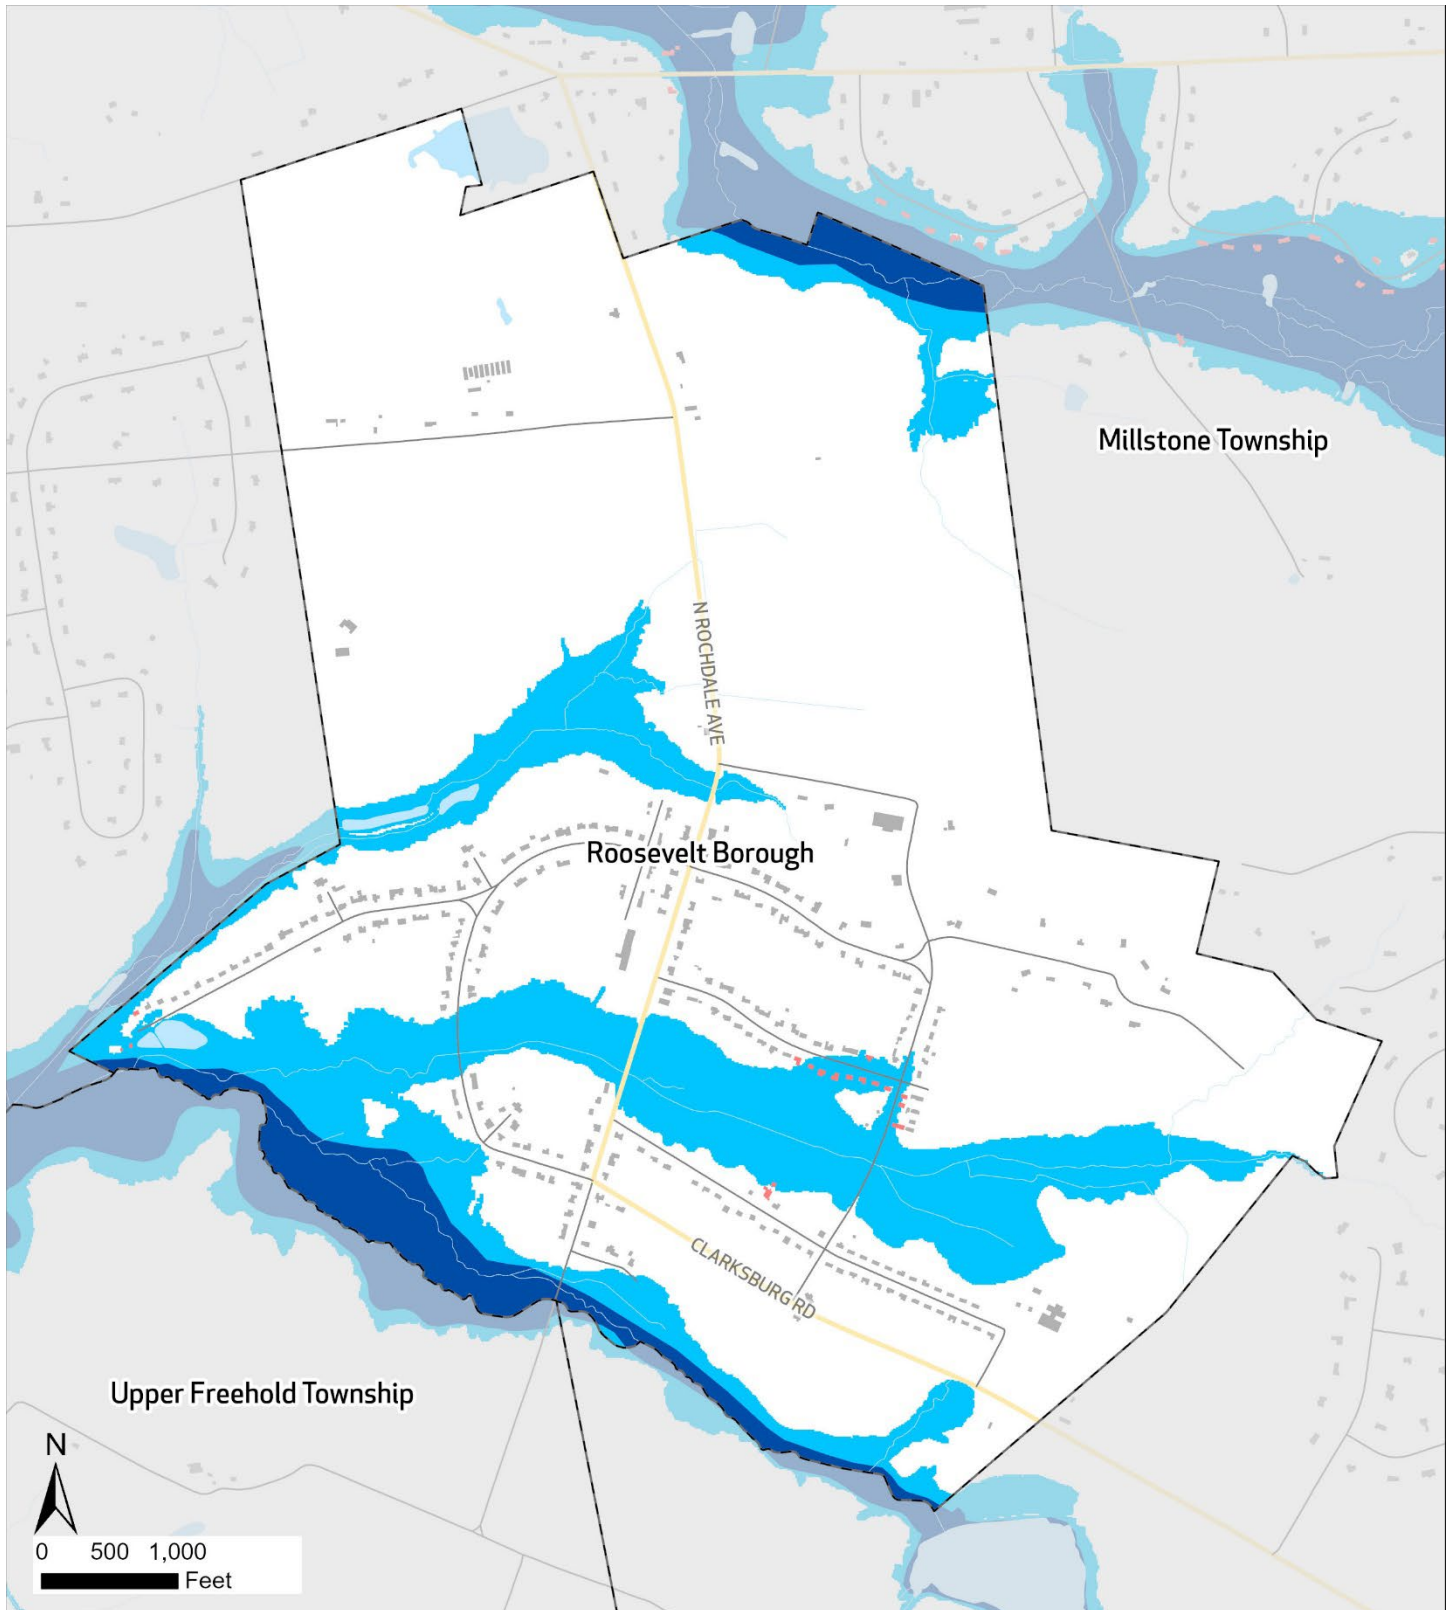 Millstone Township
N ROCHDALE AVE
Roosevelt Borough
CLARKSBURG RD
Upper Freehold Township
N
0 500 1,000
Feet